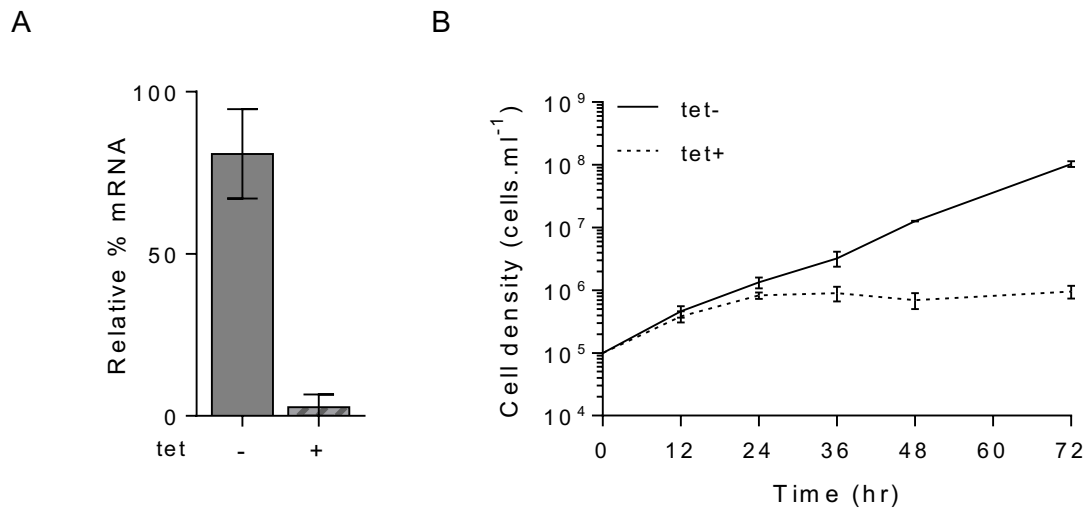 A
Relative % mRNA
100
50
0
tet
- +
B
Cell density (cells.ml⁻¹)
10⁹
10⁸
10⁷
10⁶
10⁵
10⁴
tet-
tet+
0 12 24 36 48 60 72
Time (hr)